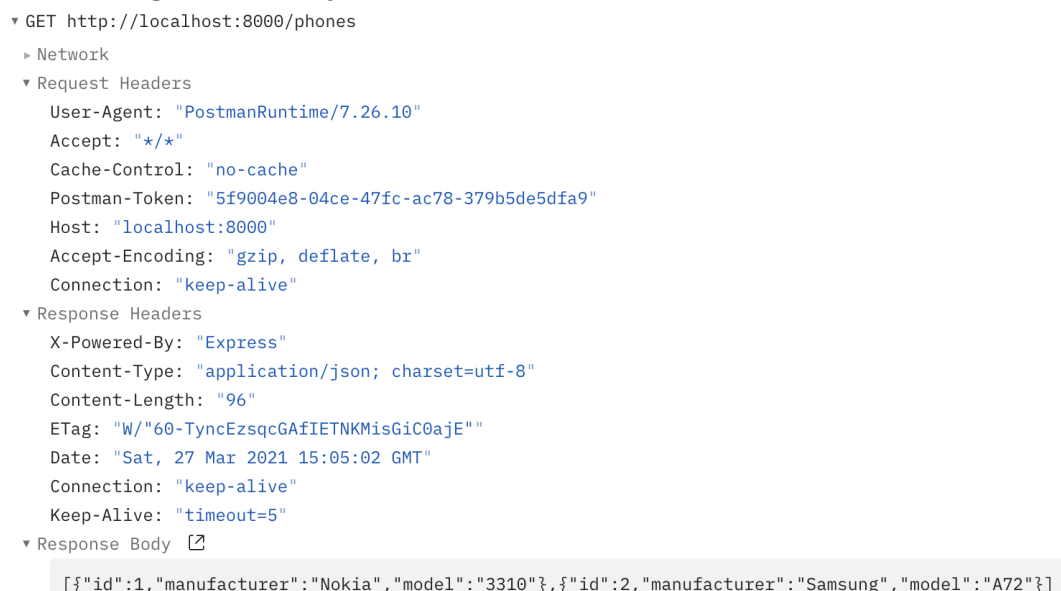 GET http://localhost:8000/phones
Network
Request Headers
User-Agent: "PostmanRuntime/7.26.10"
Accept: "*/*"
Cache-Control: "no-cache"
Postman-Token: "5f9004e8-04ce-47fc-ac78-379b5de5dfa9"
Host: "localhost:8000"
Accept-Encoding: "gzip, deflate, br"
Connection: "keep-alive"
Response Headers
X-Powered-By: "Express"
Content-Type: "application/json; charset=utf-8"
Content-Length: "96"
ETag: "W/"60-TyncEzsqcGAfIETNKMisGiC0ajE""
Date: "Sat, 27 Mar 2021 15:05:02 GMT"
Connection: "keep-alive"
Keep-Alive: "timeout=5"
Response Body
[{"id":1,"manufacturer":"Nokia","model":"3310"},{"id":2,"manufacturer":"Samsung","model":"A72"}]